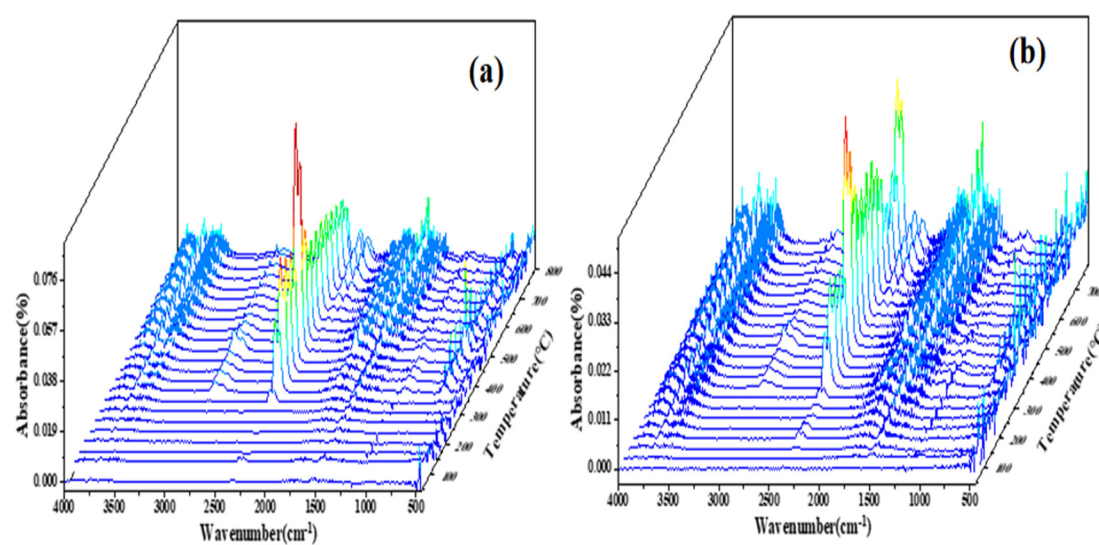 (a)
Absorbance(%)
0.076
0.057
0.038
0.019
0.000
4000 3500 3000 2500 2000 1500 1000 500
Wavenumber(cm⁻¹)
100 200 300 400 500 600 700 800
Temperature(°C)
(b)
Absorbance(%)
0.044
0.033
0.022
0.011
0.000
4000 3500 3000 2500 2000 1500 1000 500
Wavenumber(cm⁻¹)
100 200 300 400 500 600 700
Temperature(°C)